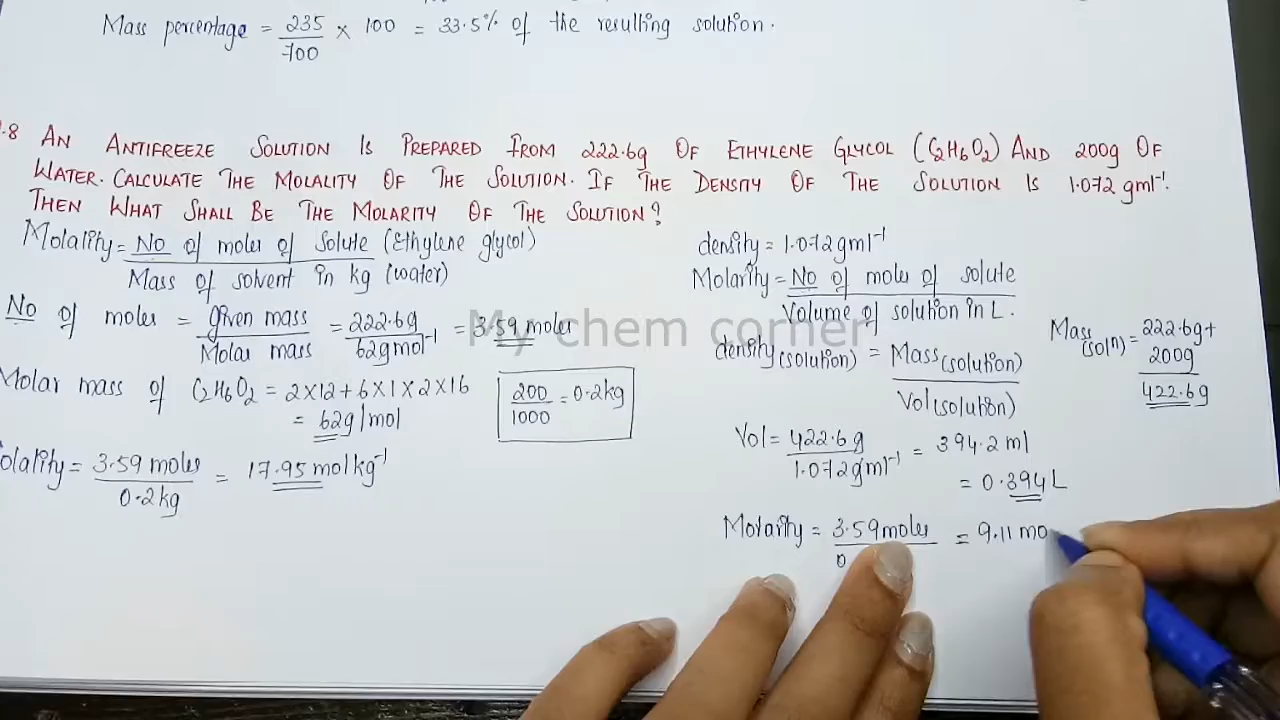 Mass percentage = 235/700 × 100 = 33.5% of the resulting solution.
.8 AN ANTIFREEZE SOLUTION IS PREPARED FROM 222.6g OF ETHYLENE GLYCOL (C2H6O2) AND 200g OF
WATER. CALCULATE THE MOLALITY OF THE SOLUTION. IF THE DENSITY OF THE SOLUTION IS 1.072 gml⁻¹.
THEN WHAT SHALL BE THE MOLARITY OF THE SOLUTION?
Molality = No of moles of solute (Ethylene glycol)
Mass of solvent in kg (water)
No of moles = given mass / Molar mass = 222.6g / 62gmol⁻¹ = 3.59 moles
Molar mass of C2H6O2 = 2×12+6×1×2×16
= 62g/mol
200/1000 = 0.2kg
olality = 3.59 moles / 0.2kg = 17.95 mol kg⁻¹
density = 1.072gml⁻¹
Molarity = No of moles of solute
Volume of solution in L.
density (solution) = Mass (solution)
Vol (solution)
Mass (solⁿ) = 222.6g+
200g
422.6g
Vol = 422.6g / 1.072gml⁻¹ = 394.2 ml
= 0.394L
Molarity = 3.59 moles / 0 = 9.11 mo
My chem corner